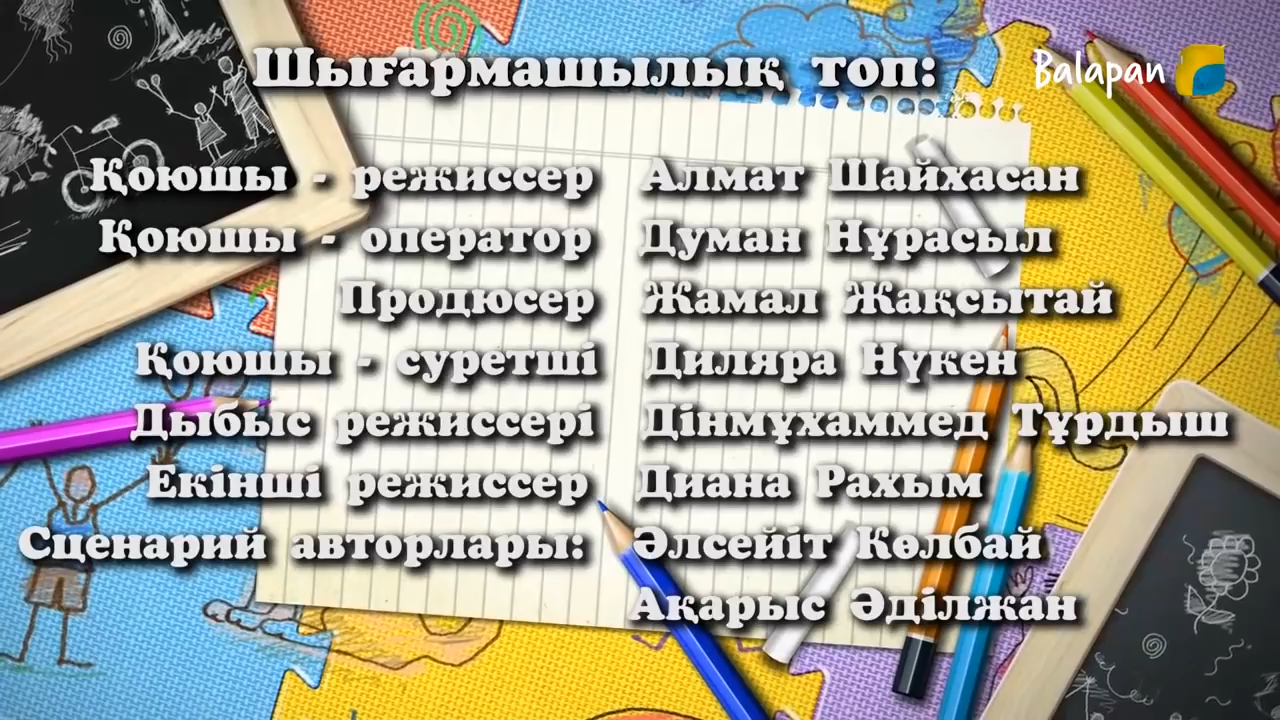 Шығармашылық топ:
Balapan
Қоюшы - режиссер Алмат Шайхасан
Қоюшы - оператор Думан Нұрасыл
Продюсер Жамал Жақсытай
Қоюшы - суретші Диляра Нүкен
Дыбыс режиссері Дінмұхаммед Тұрдыш
Екінші режиссер Диана Рахым
Сценарий авторлары: Әлсейіт Көлбай
Ақарыс Әділжан